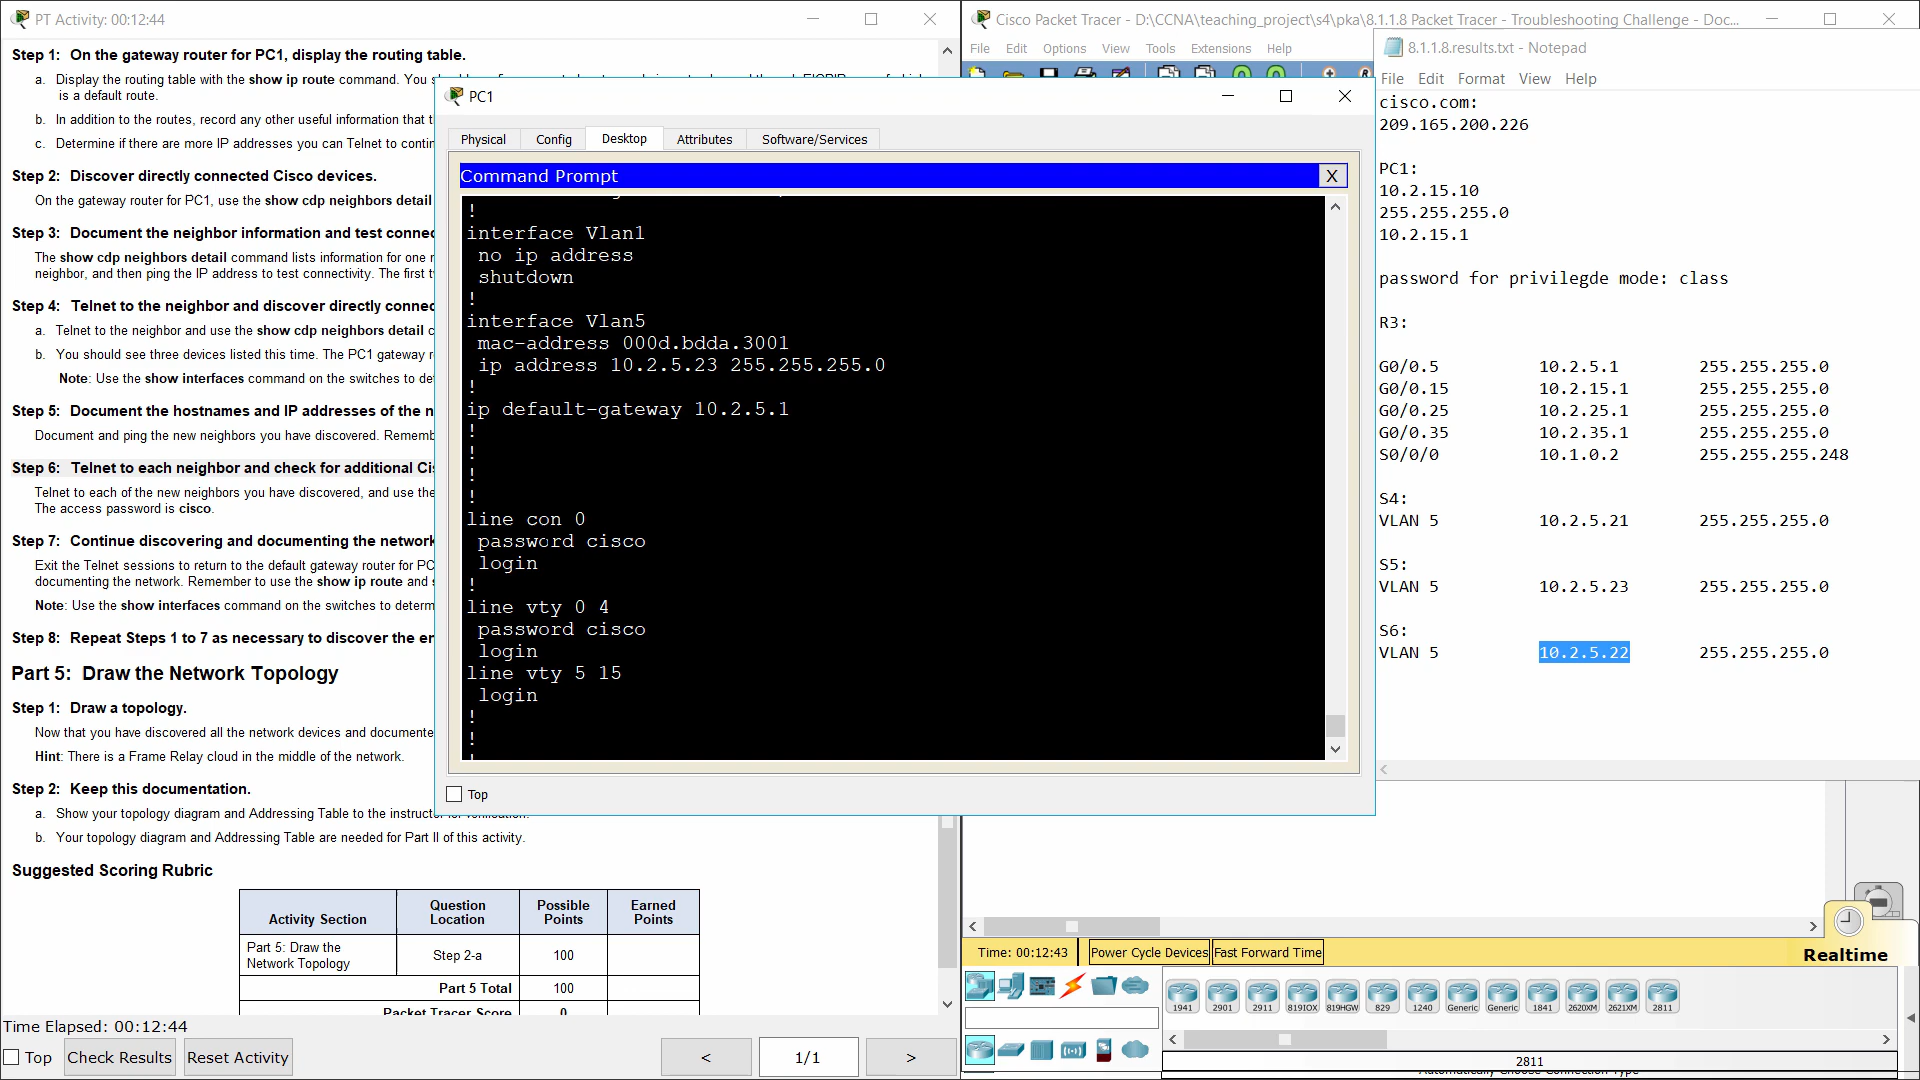 PT Activity: 00:12:44
Step 1: On the gateway router for PC1, display the routing table.
a. Display the routing table with the show ip route command. You
is a default route.
b. In addition to the routes, record any other useful information that t
c. Determine if there are more IP addresses you can Telnet to contin
Step 2: Discover directly connected Cisco devices.
On the gateway router for PC1, use the show cdp neighbors detail
Step 3: Document the neighbor information and test connec
The show cdp neighbors detail command lists information for one r
neighbor, and then ping the IP address to test connectivity. The first t
Step 4: Telnet to the neighbor and discover directly connec
a. Telnet to the neighbor and use the show cdp neighbors detail c
b. You should see three devices listed this time. The PC1 gateway r
Note: Use the show interfaces command on the switches to de
Step 5: Document the hostnames and IP addresses of the n
Document and ping the new neighbors you have discovered. Rememb
Step 6: Telnet to each neighbor and check for additional Ci
Telnet to each of the new neighbors you have discovered, and use the
The access password is cisco.
Step 7: Continue discovering and documenting the network
Exit the Telnet sessions to return to the default gateway router for PC
documenting the network. Remember to use the show ip route and s
Note: Use the show interfaces command on the switches to determ
Step 8: Repeat Steps 1 to 7 as necessary to discover the en
Part 5: Draw the Network Topology
Step 1: Draw a topology.
Now that you have discovered all the network devices and documente
Hint: There is a Frame Relay cloud in the middle of the network.
Step 2: Keep this documentation.
a. Show your topology diagram and Addressing Table to the instructor for verification.
b. Your topology diagram and Addressing Table are needed for Part II of this activity.
Suggested Scoring Rubric
Activity Section Question Location Possible Points Earned Points
Part 5: Draw the Network Topology Step 2-a 100
Part 5 Total 100
Packet Tracer Score 0
Time Elapsed: 00:12:44
Top Check Results Reset Activity < 1/1 >
PC1
Physical Config Desktop Attributes Software/Services
Command Prompt X
!
interface Vlan1
no ip address
shutdown
!
interface Vlan5
mac-address 000d.bdda.3001
ip address 10.2.5.23 255.255.255.0
!
ip default-gateway 10.2.5.1
!
!
!
!
line con 0
password cisco
login
!
line vty 0 4
password cisco
login
line vty 5 15
login
!
!
!
Top
Cisco Packet Tracer - D:\CCNA\teaching_project\s4\pka\8.1.1.8 Packet Tracer - Troubleshooting Challenge - Doc...
File Edit Options View Tools Extensions Help
8.1.1.8.results.txt - Notepad
File Edit Format View Help
cisco.com:
209.165.200.226
PC1:
10.2.15.10
255.255.255.0
10.2.15.1
password for privilegde mode: class
R3:
G0/0.5 10.2.5.1 255.255.255.0
G0/0.15 10.2.15.1 255.255.255.0
G0/0.25 10.2.25.1 255.255.255.0
G0/0.35 10.2.35.1 255.255.255.0
S0/0/0 10.1.0.2 255.255.255.248
S4:
VLAN 5 10.2.5.21 255.255.255.0
S5:
VLAN 5 10.2.5.23 255.255.255.0
S6:
VLAN 5 10.2.5.22 255.255.255.0
Time: 00:12:43 Power Cycle Devices Fast Forward Time
Realtime
1941 2901 2911 819IOX 819HGW 829 1240 Generic Generic 1841 2620XM 2621XM 2811
2811
Automatically Choose Connection Type